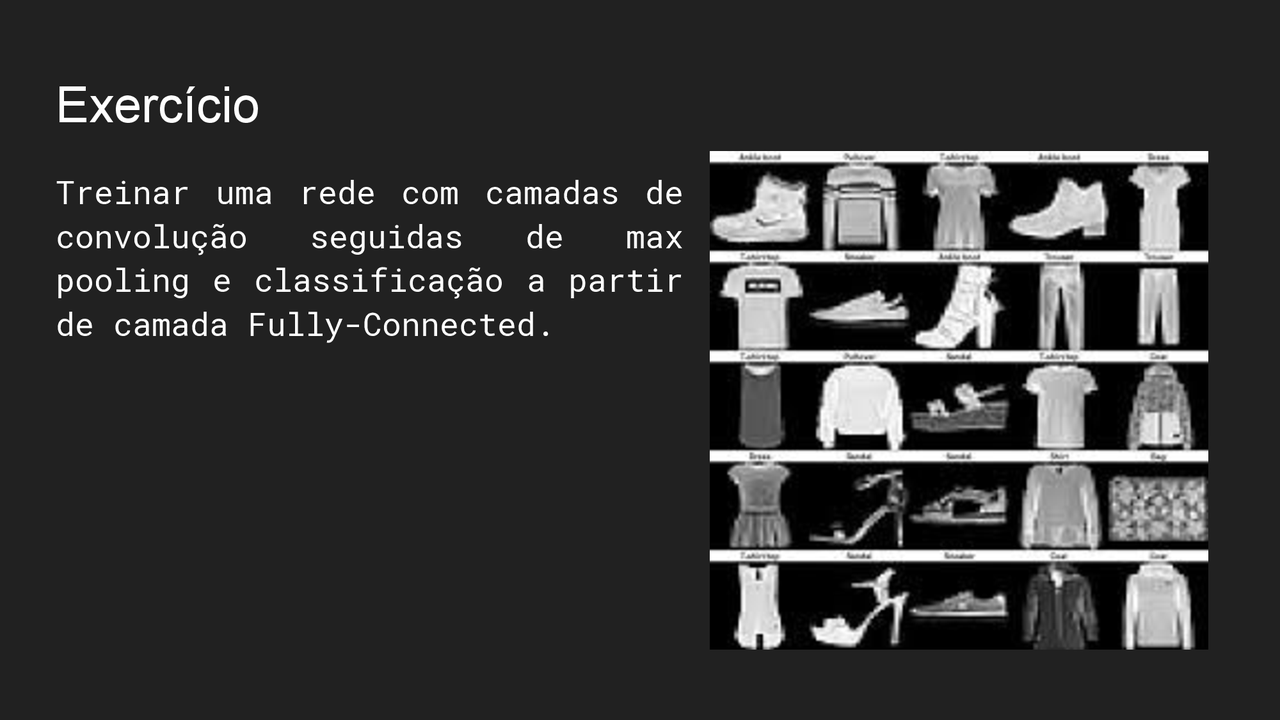 Exercício
Treinar uma rede com camadas de
convolução seguidas de max
pooling e classificação a partir
de camada Fully-Connected.
Ankle boot Pullover T-shirt/top Ankle boot Dress
T-shirt/top Sneaker Ankle boot Trouser Trouser
T-shirt/top Pullover Sandal T-shirt/top Coat
Dress Sandal Sandal Shirt Bag
T-shirt/top Sandal Sneaker Coat Coat